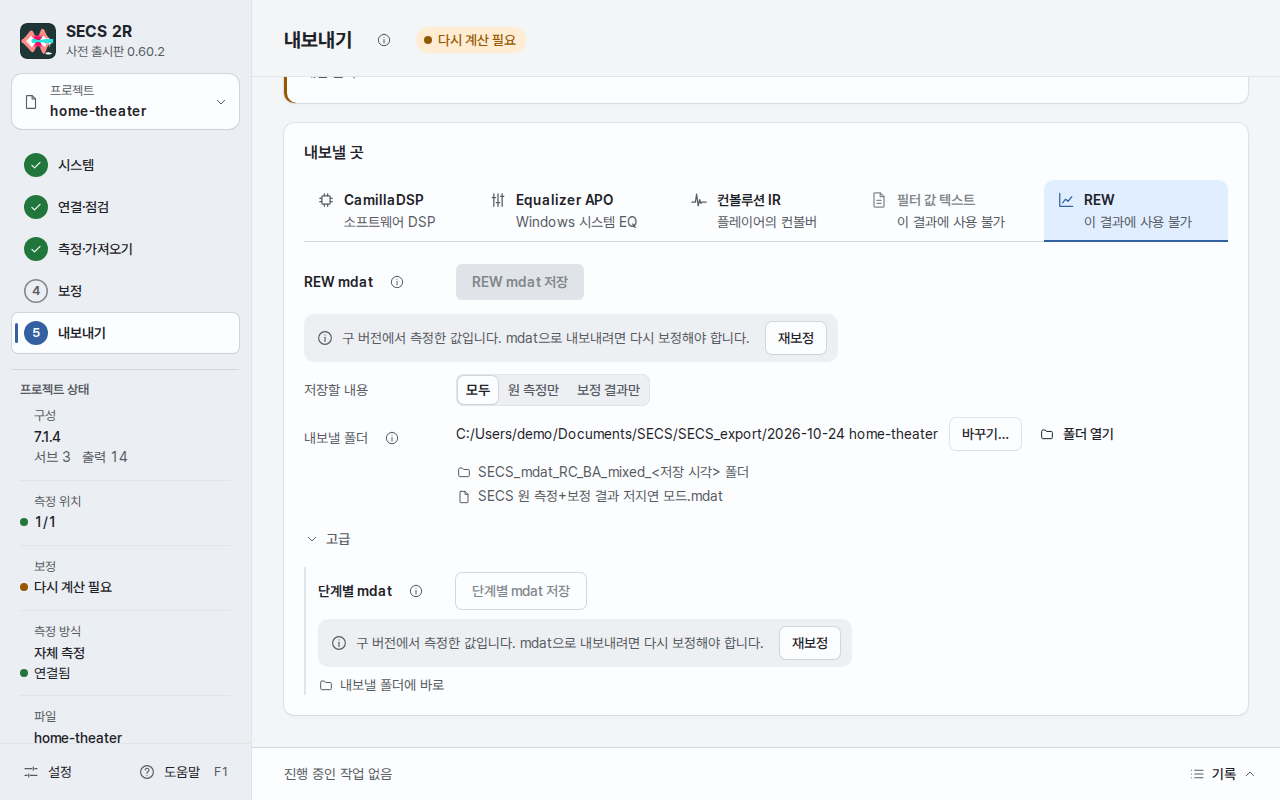 SECS 2R
사전 출시판 0.60.2
프로젝트
home-theater
시스템
연결·점검
측정·가져오기
4 보정
5 내보내기
프로젝트 상태
구성
7.1.4
서브 3 출력 14
측정 위치
1/1
보정
다시 계산 필요
측정 방식
자체 측정
연결됨
파일
home-theater
설정
도움말 F1
내보내기
다시 계산 필요
내보낼 곳
CamillaDSP
소프트웨어 DSP
Equalizer APO
Windows 시스템 EQ
컨볼루션 IR
플레이어의 컨볼버
필터 값 텍스트
이 결과에 사용 불가
REW
이 결과에 사용 불가
REW mdat
REW mdat 저장
구 버전에서 측정한 값입니다. mdat으로 내보내려면 다시 보정해야 합니다.
재보정
저장할 내용
모두 원 측정만 보정 결과만
내보낼 폴더
C:/Users/demo/Documents/SECS/SECS_export/2026-10-24 home-theater
바꾸기...
폴더 열기
SECS_mdat_RC_BA_mixed_<저장 시각> 폴더
SECS 원 측정+보정 결과 저지연 모드.mdat
고급
단계별 mdat
단계별 mdat 저장
구 버전에서 측정한 값입니다. mdat으로 내보내려면 다시 보정해야 합니다.
재보정
내보낼 폴더에 바로
진행 중인 작업 없음
기록